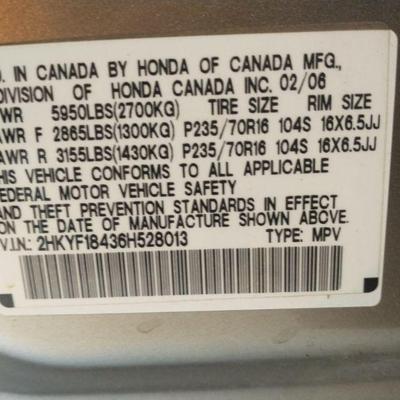 D. IN CANADA BY HONDA OF CANADA MFG.,
DIVISION OF HONDA CANADA INC. 02/06
WR 5950LBS(2700KG) TIRE SIZE RIM SIZE
AWR F 2865LBS(1300KG) P235/70R16 104S 16X6.5JJ
AWR R 3155LBS(1430KG) P235/70R16 104S 16X6.5JJ
THIS VEHICLE CONFORMS TO ALL APPLICABLE
FEDERAL MOTOR VEHICLE SAFETY
AND THEFT PREVENTION STANDARDS IN EFFECT
ON THE DATE OF MANUFACTURE SHOWN ABOVE.
V.I.N.: 2HKYF18436H528013 TYPE: MPV